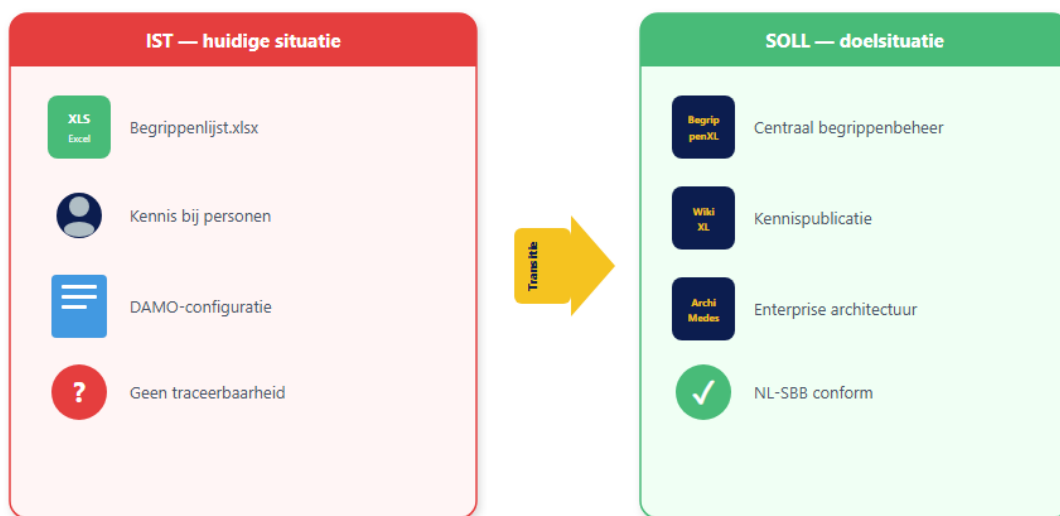 IST — huidige situatie
XLS
Excel
Begrippenlijst.xlsx
Kennis bij personen
DAMO-configuratie
?
Geen traceerbaarheid
Transitie
SOLL — doelsituatie
Begrip
penXL
Centraal begrippenbeheer
Wiki
XL
Kennispublicatie
Archi
Medes
Enterprise architectuur
✓
NL-SBB conform